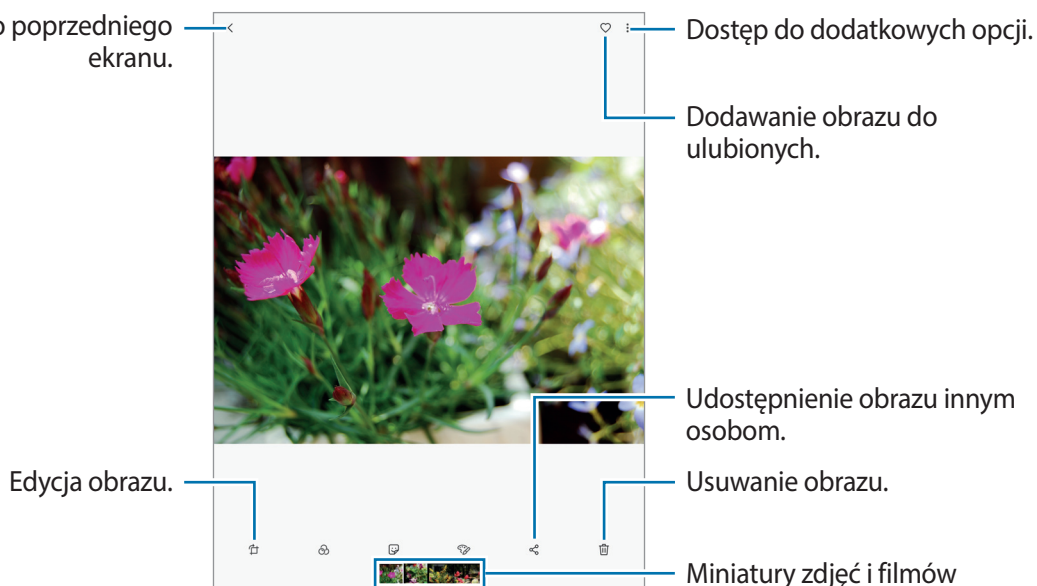 poprzedniego
ekranu.
Dostęp do dodatkowych opcji.
Dodawanie obrazu do
ulubionych.
Udostępnienie obrazu innym
osobom.
Edycja obrazu.
Usuwanie obrazu.
Miniatury zdjęć i filmów